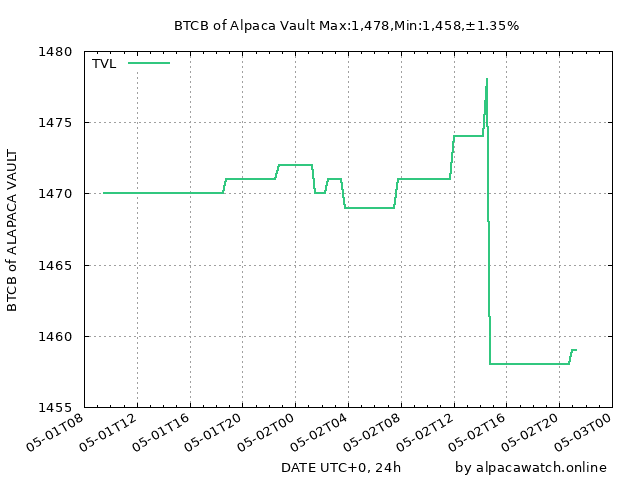 BTCB of Alpaca Vault Max:1,478,Min:1,458,±1.35%
TVL
BTCB of ALAPACA VAULT
1480
1475
1470
1465
1460
1455
05-01T08
05-01T12
05-01T16
05-01T20
05-02T00
05-02T04
05-02T08
05-02T12
05-02T16
05-02T20
05-03T00
DATE UTC+0, 24h
by alpacawatch.online